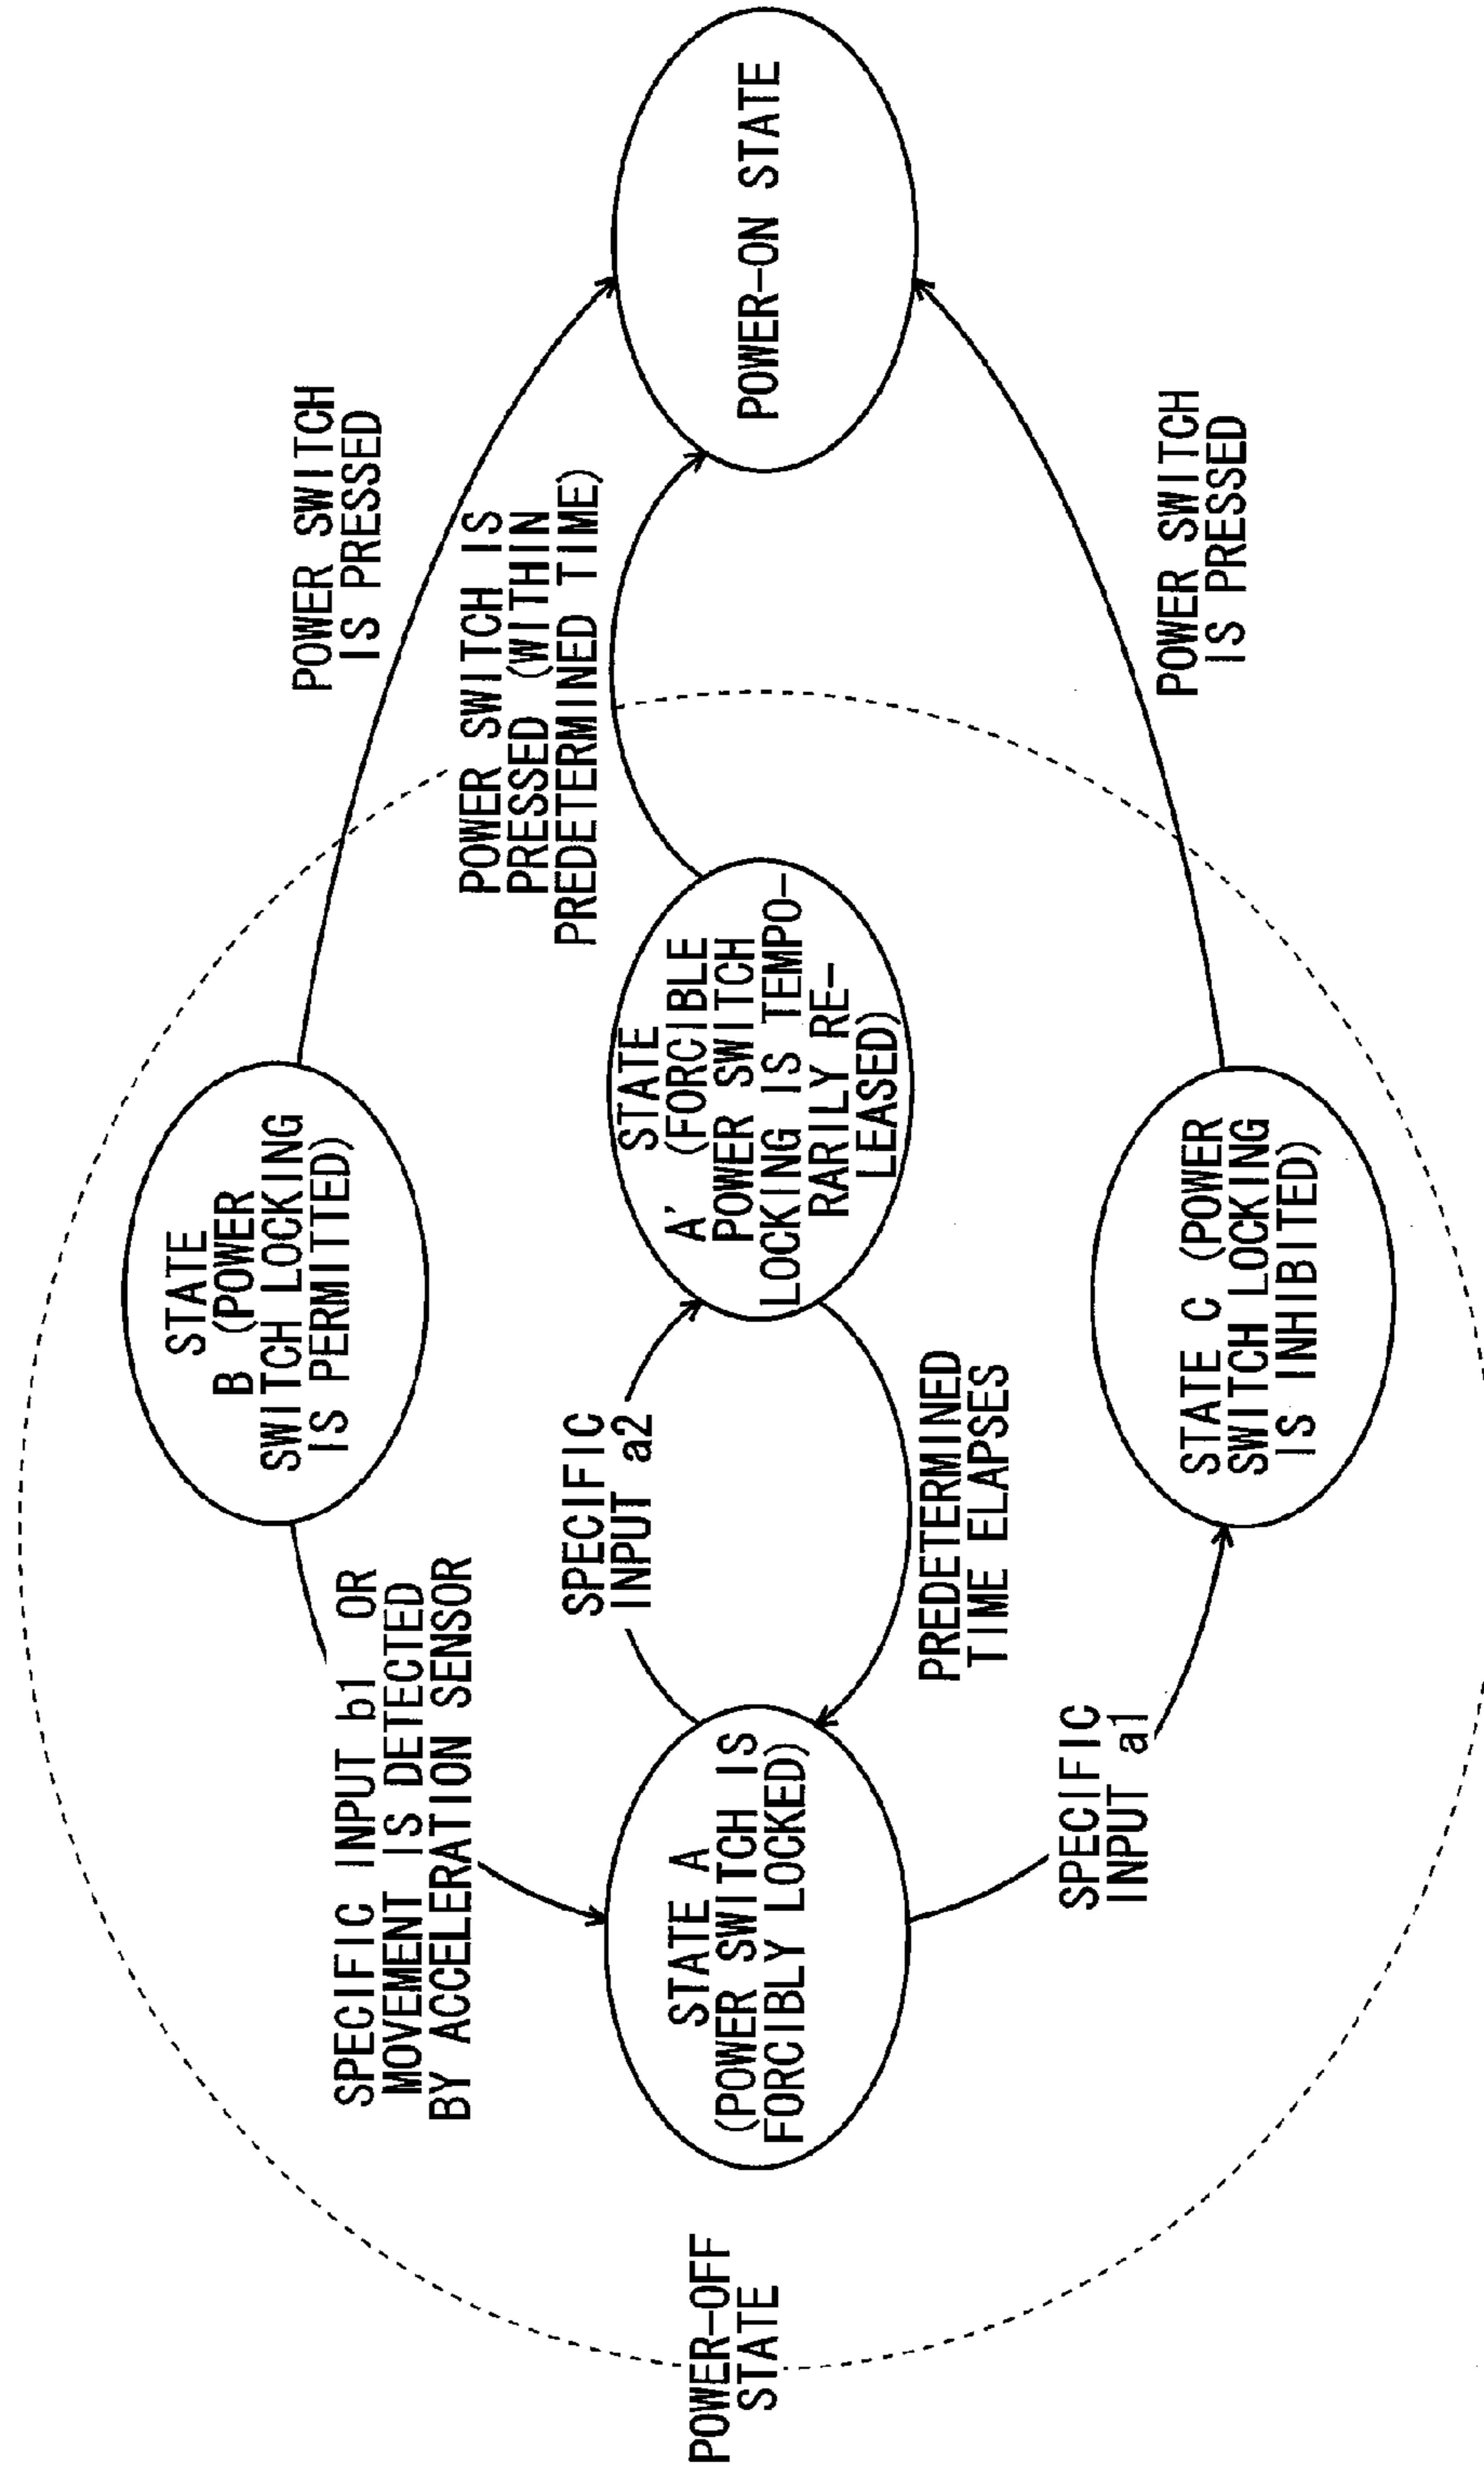 POWER-OFF
STATE
SPECIFIC INPUT b1 OR
MOVEMENT IS DETECTED
BY ACCELERATION SENSOR
STATE
B (POWER
SWITCH LOCKING
IS PERMITTED)
POWER SWITCH
IS PRESSED
STATE A
(POWER SWITCH IS
FORCIBLY LOCKED)
SPECIFIC
INPUT a2
PREDETERMINED
TIME ELAPSES
STATE
A' (FORCIBLE
POWER SWITCH
LOCKING IS TEMPO-
RARILY RE-
LEASED)
POWER SWITCH IS
PRESSED (WITHIN
PREDETERMINED TIME)
POWER-ON STATE
SPECIFIC
INPUT a1
STATE C (POWER
SWITCH LOCKING
IS INHIBITED)
POWER SWITCH
IS PRESSED